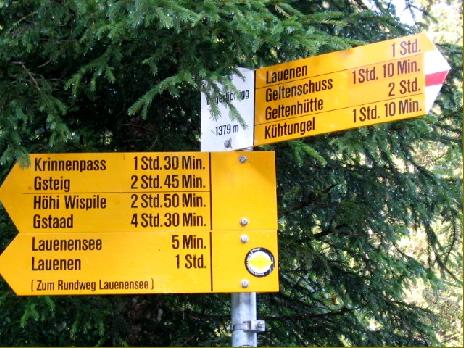 1379 m
Lauenen 1 Std.
Geltenschuss 1 Std. 10 Min.
Geltenhütte 2 Std.
Kühtungel 1 Std. 10 Min.
Krinnenpass 1 Std. 30 Min.
Gsteig 2 Std. 45 Min.
Höhi Wispile 2 Std. 50 Min.
Gstaad 4 Std. 30 Min.
Lauenensee 5 Min.
Lauenen 1 Std.
( Zum Rundweg Lauenensee )